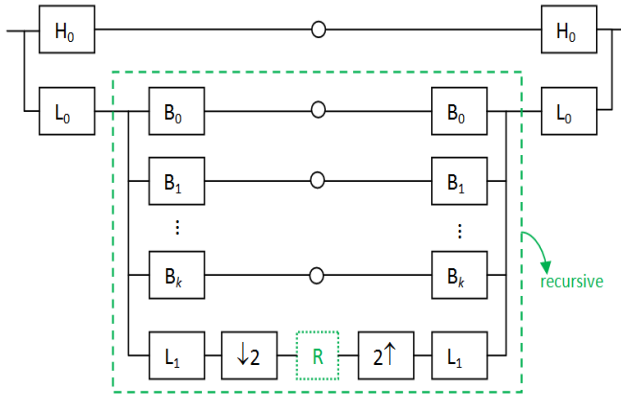 H₀ H₀
L₀ B₀ B₀ L₀
B₁ B₁
⋮ ⋮
Bₖ Bₖ
recursive
L₁ ↓2 R 2↑ L₁